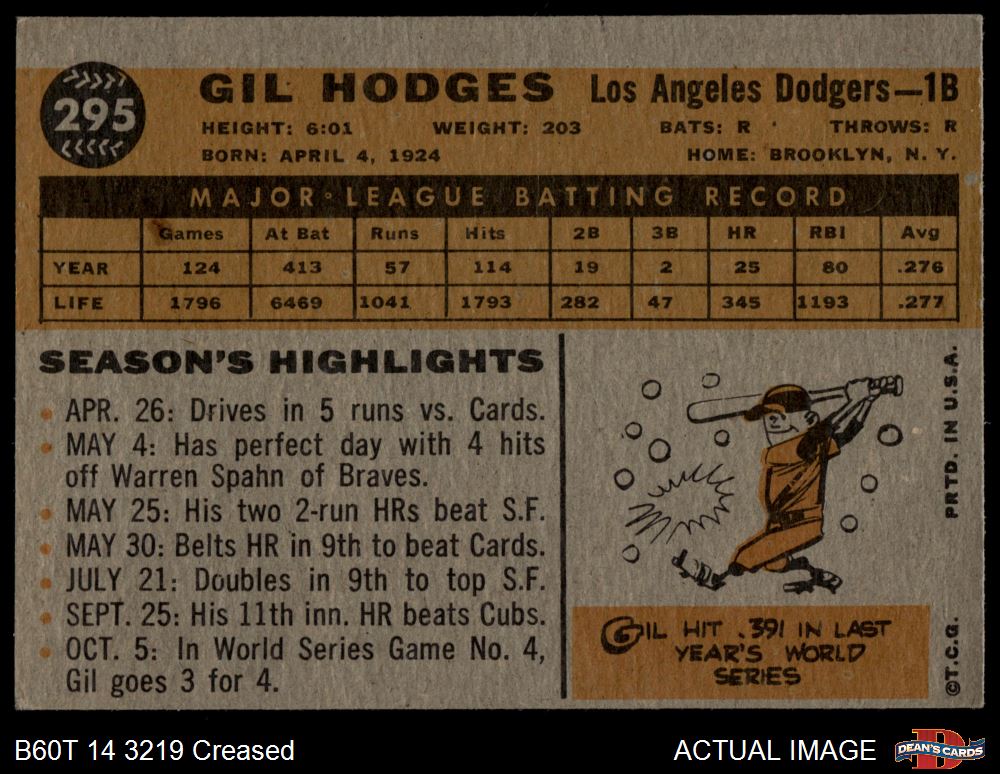 295
GIL HODGES Los Angeles Dodgers—1B
HEIGHT: 6:01 WEIGHT: 203 BATS: R THROWS: R
BORN: APRIL 4, 1924 HOME: BROOKLYN, N. Y.
MAJOR LEAGUE BATTING RECORD
Games At Bat Runs Hits 2B 3B HR RBI Avg
YEAR 124 413 57 114 19 2 25 80 .276
LIFE 1796 6469 1041 1793 282 47 345 1193 .277
SEASON'S HIGHLIGHTS
• APR. 26: Drives in 5 runs vs. Cards.
• MAY 4: Has perfect day with 4 hits
off Warren Spahn of Braves.
• MAY 25: His two 2-run HRs beat S.F.
• MAY 30: Belts HR in 9th to beat Cards.
• JULY 21: Doubles in 9th to top S.F.
• SEPT. 25: His 11th inn. HR beats Cubs.
• OCT. 5: In World Series Game No. 4,
Gil goes 3 for 4.
GIL HIT .391 IN LAST
YEAR'S WORLD
SERIES
©T.C.G. PRTD. IN U.S.A.
B60T 14 3219 Creased ACTUAL IMAGE
DEAN'S CARDS